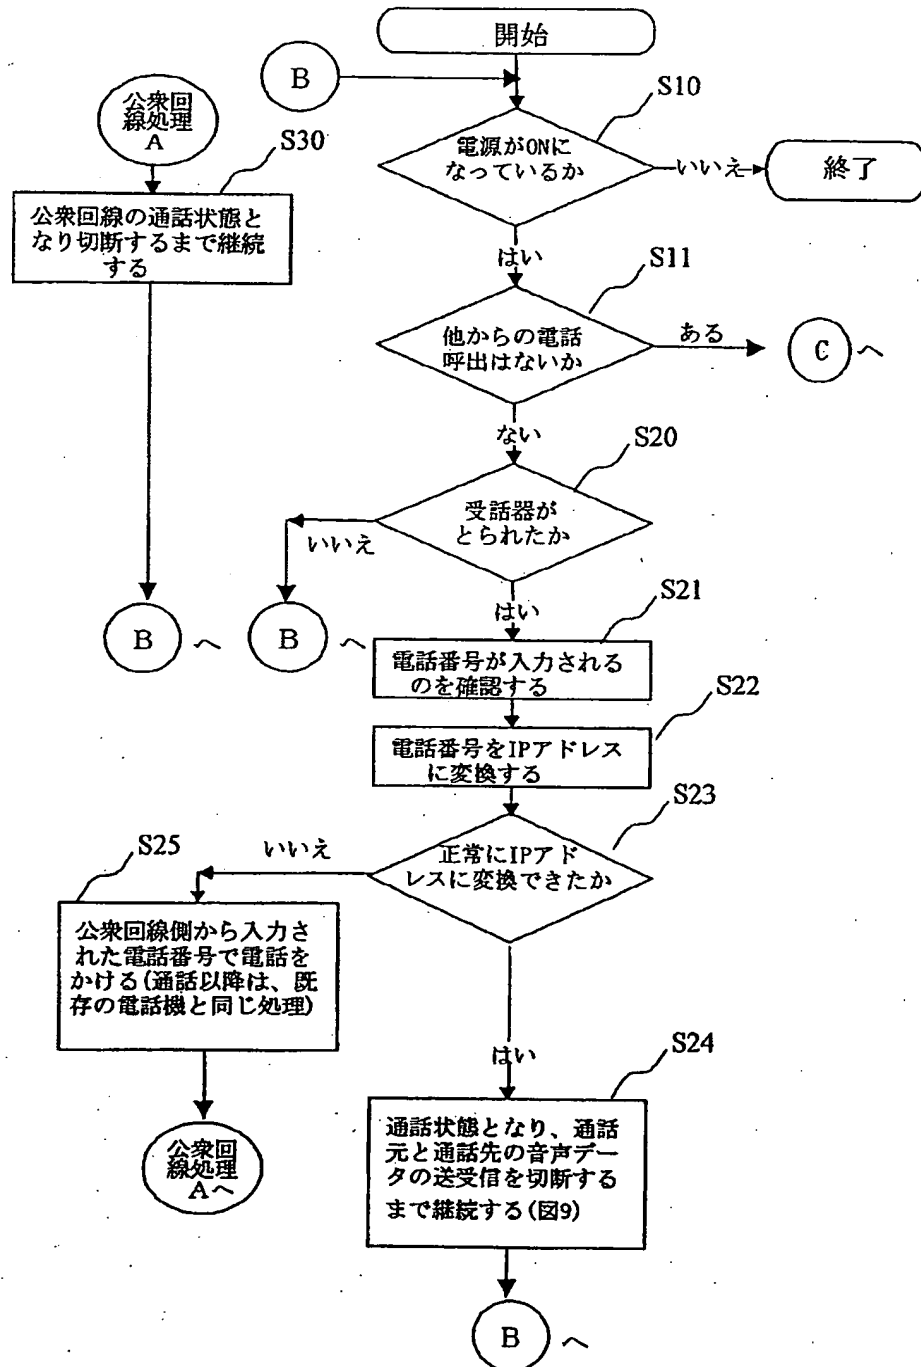 開始
B
S10
公衆回
線処理
A
S30
電源がONに
なっているか
いいえ
終了
公衆回線の通話状態と
なり切断するまで継続
する
はい
S11
他からの電話
呼出はないか
ある
C へ
ない
S20
受話器が
とられたか
いいえ
はい
S21
B へ
B へ
電話番号が入力される
のを確認する
S22
電話番号をIPアドレス
に変換する
S23
S25
いいえ
正常にIPアド
レスに変換できたか
公衆回線側から入力さ
れた電話番号で電話を
かける(通話以降は、既
存の電話機と同じ処理)
はい
S24
公衆回
線処理
Aへ
通話状態となり、通話
元と通話先の音声デー
タの送受信を切断する
まで継続する(図9)
B へ